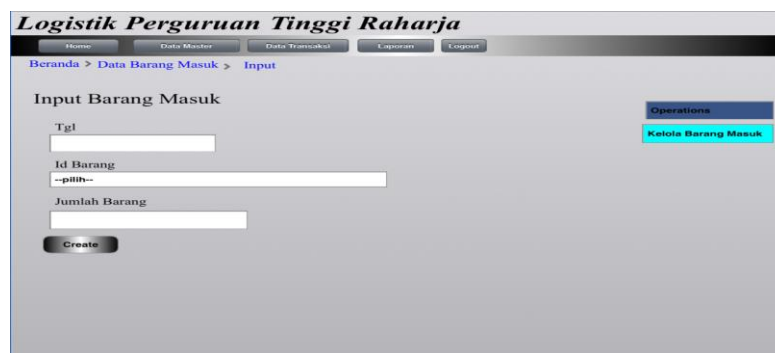 Logistik Perguruan Tinggi Raharja
Home Data Master Data Transaksi Laporan Logout
Beranda > Data Barang Masuk > Input
Input Barang Masuk
Operations
Kelola Barang Masuk
Tgl
Id Barang
--pilih--
Jumlah Barang
Create